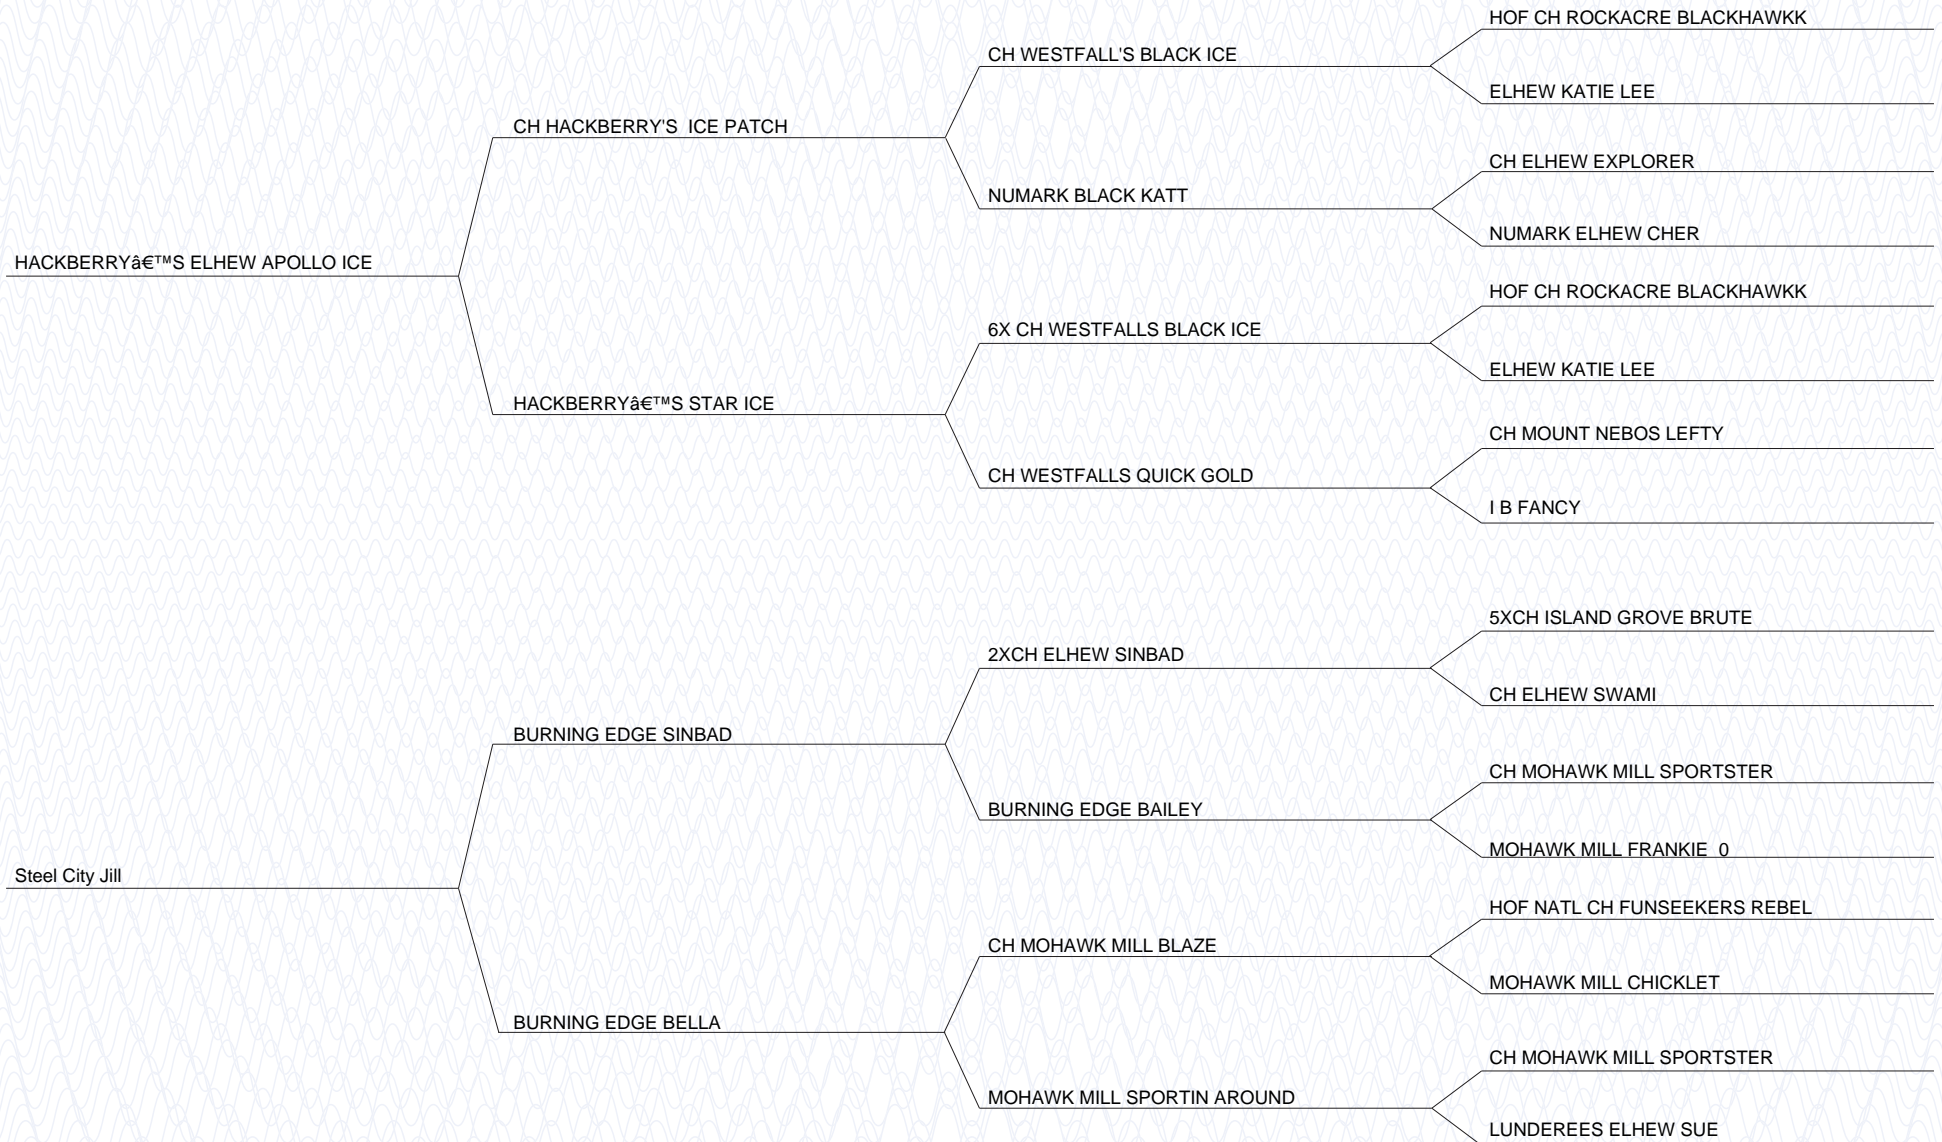 HOF CH ROCKACRE BLACKHAWKK
CH WESTFALL'S BLACK ICE
ELHEW KATIE LEE
CH HACKBERRY'S  ICE PATCH
CH ELHEW EXPLORER
NUMARK BLACK KATT
NUMARK ELHEW CHER
HACKBERRYâ€™S ELHEW APOLLO ICE
HOF CH ROCKACRE BLACKHAWKK
6X CH WESTFALLS BLACK ICE
ELHEW KATIE LEE
HACKBERRYâ€™S STAR ICE
CH MOUNT NEBOS LEFTY
CH WESTFALLS QUICK GOLD
I B FANCY
5XCH ISLAND GROVE BRUTE
2XCH ELHEW SINBAD
CH ELHEW SWAMI
BURNING EDGE SINBAD
CH MOHAWK MILL SPORTSTER
BURNING EDGE BAILEY
MOHAWK MILL FRANKIE  0
Steel City Jill
HOF NATL CH FUNSEEKERS REBEL
CH MOHAWK MILL BLAZE
MOHAWK MILL CHICKLET
BURNING EDGE BELLA
CH MOHAWK MILL SPORTSTER
MOHAWK MILL SPORTIN AROUND
LUNDEREES ELHEW SUE